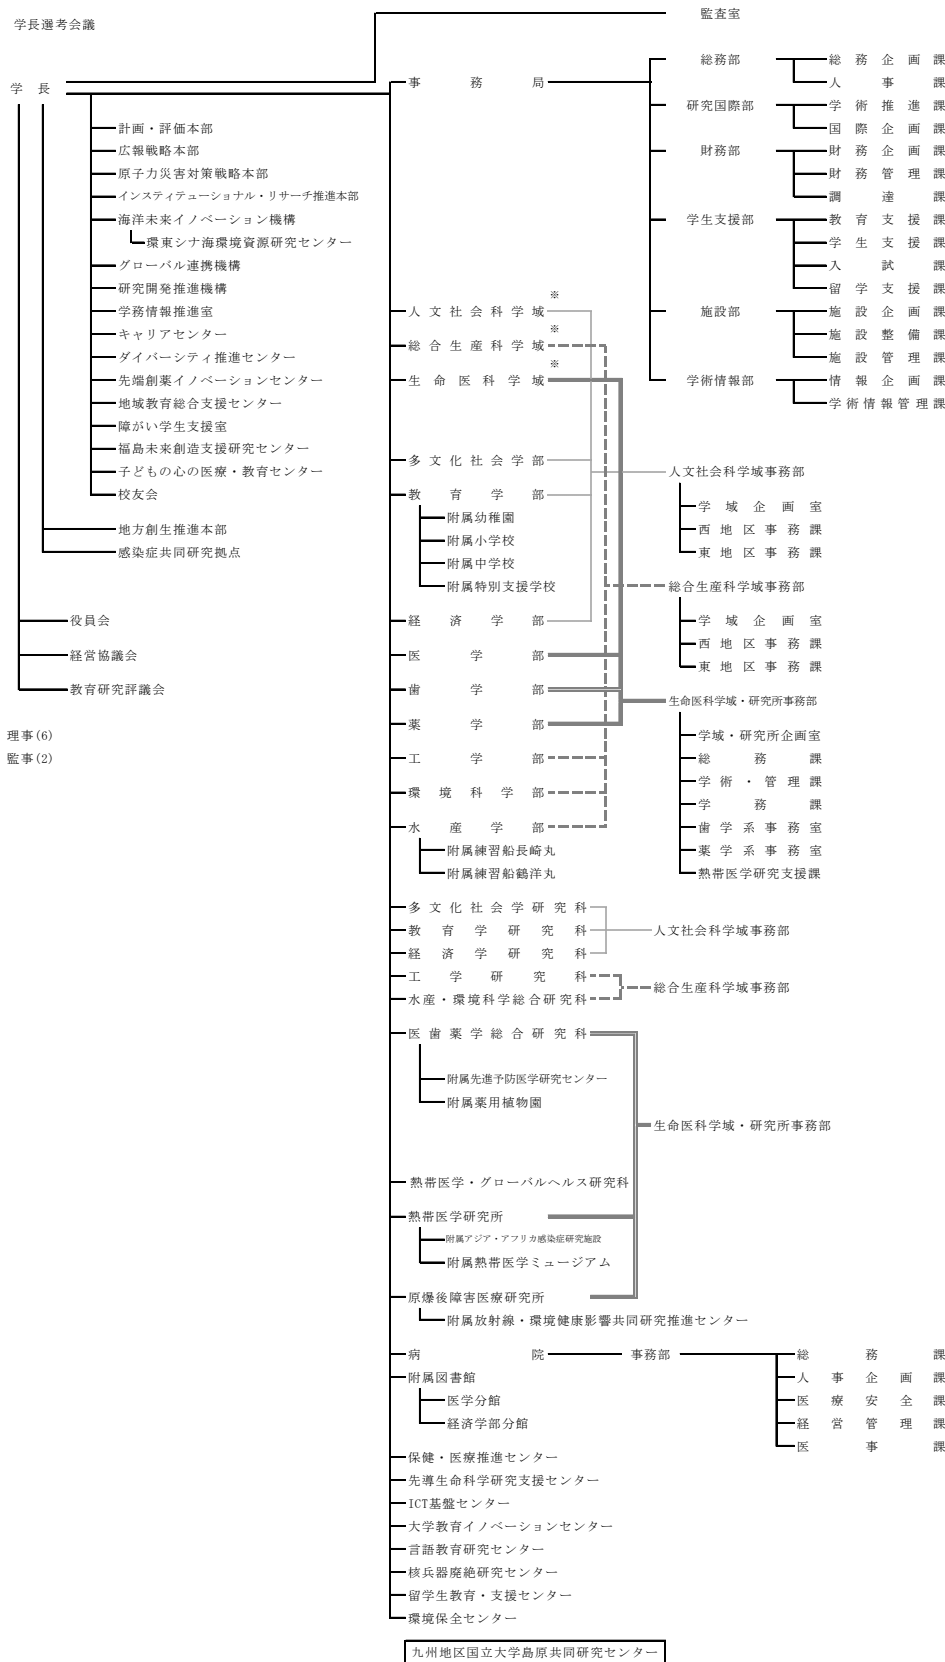 学長選考会議
監査室
学長
計画・評価本部
広報戦略本部
原子力災害対策戦略本部
インスティテューショナル・リサーチ推進本部
海洋未来イノベーション機構
環東シナ海環境資源研究センター
グローバル連携機構
研究開発推進機構
学務情報推進室
キャリアセンター
ダイバーシティ推進センター
先端創薬イノベーションセンター
地域教育総合支援センター
障がい学生支援室
福島未来創造支援研究センター
子どもの心の医療・教育センター
校友会
地方創生推進本部
感染症共同研究拠点
役員会
経営協議会
教育研究評議会
理事(6)
監事(2)
事務局
総務部
総務企画課
人事課
研究国際部
学術推進課
国際企画課
財務部
財務企画課
財務管理課
調達課
学生支援部
教育支援課
学生支援課
入試課
留学支援課
施設部
施設企画課
施設整備課
施設管理課
学術情報部
情報企画課
学術情報管理課
人文社会科学域※
総合生産科学域※
生命医科学域※
多文化社会学部
教育学部
附属幼稚園
附属小学校
附属中学校
附属特別支援学校
経済学部
医学部
歯学部
薬学部
工学部
環境科学部
水産学部
附属練習船長崎丸
附属練習船鶴洋丸
人文社会科学域事務部
学域企画室
西地区事務課
東地区事務課
総合生産科学域事務部
学域企画室
西地区事務課
東地区事務課
生命医科学域・研究所事務部
学域・研究所企画室
総務課
学術・管理課
学務課
歯学系事務室
薬学系事務室
熱帯医学研究支援課
多文化社会学研究科
教育学研究科
経済学研究科
人文社会科学域事務部
工学研究科
水産・環境科学総合研究科
総合生産科学域事務部
医歯薬学総合研究科
附属先進予防医学研究センター
附属薬用植物園
生命医科学域・研究所事務部
熱帯医学・グローバルヘルス研究科
熱帯医学研究所
附属アジア・アフリカ感染症研究施設
附属熱帯医学ミュージアム
原爆後障害医療研究所
附属放射線・環境健康影響共同研究推進センター
病院
事務部
総務課
人事企画課
医療安全課
経営管理課
医事課
附属図書館
医学分館
経済学部分館
保健・医療推進センター
先導生命科学研究支援センター
ICT基盤センター
大学教育イノベーションセンター
言語教育研究センター
核兵器廃絶研究センター
留学生教育・支援センター
環境保全センター
九州地区国立大学島原共同研究センター